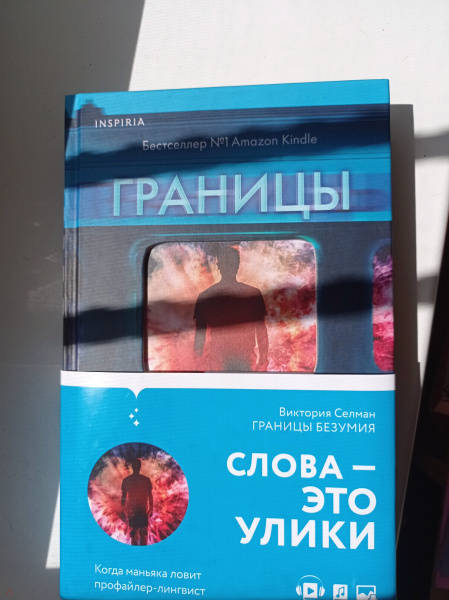 INSPIRIA
Бестселлер №1 Amazon Kindle
ГРАНИЦЫ
Виктория Селман
ГРАНИЦЫ БЕЗУМИЯ
СЛОВА –
ЭТО
УЛИКИ
Когда маньяка ловит
профайлер-лингвист